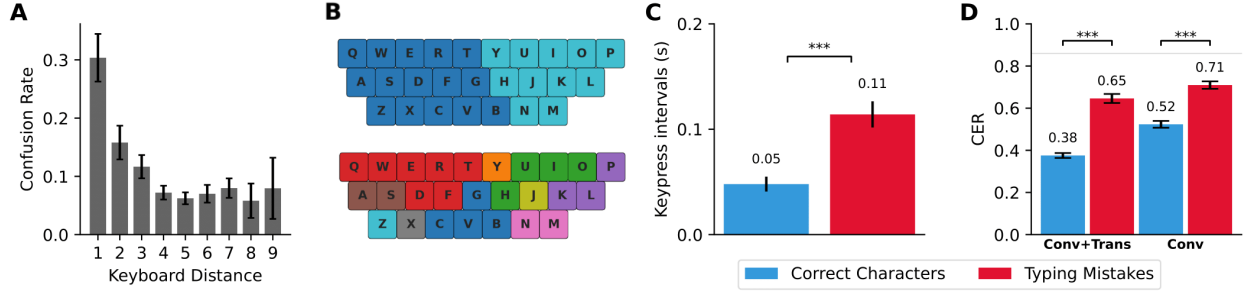 A
Confusion Rate
0.3
0.2
0.1
0.0
1 2 3 4 5 6 7 8 9
Keyboard Distance
B
Q W E R T Y U I O P
A S D F G H J K L
Z X C V B N M
Q W E R T Y U I O P
A S D F G H J K L
Z X C V B N M
C
Keypress intervals (s)
0.2
0.1
0.0
***
0.05
0.11
D
CER
1.0
0.8
0.6
0.4
0.2
0.0
*** ***
0.38 0.65 0.52 0.71
Conv+Trans Conv
Correct Characters Typing Mistakes